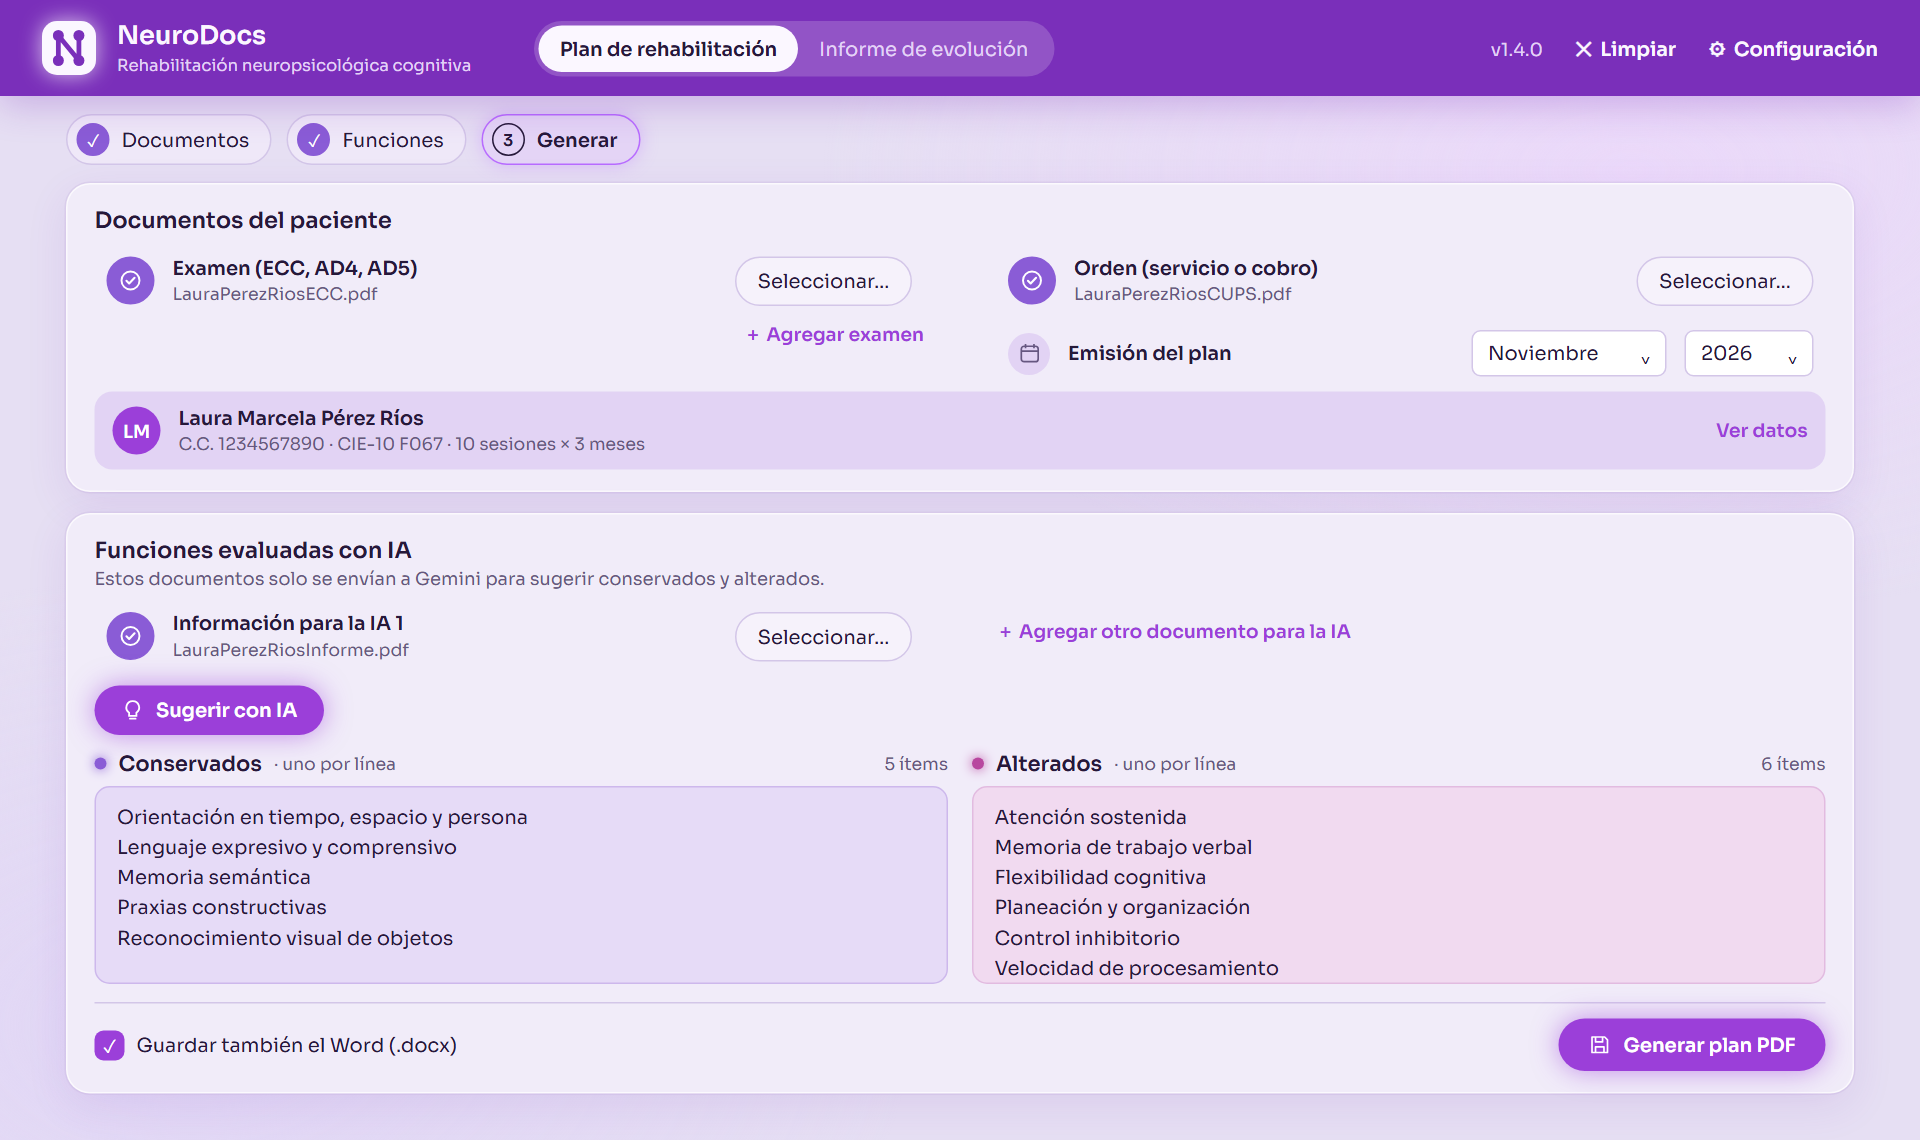 NeuroDocs
Rehabilitación neuropsicológica cognitiva
Plan de rehabilitación
Informe de evolución
v1.4.0
Limpiar
Configuración
Documentos
Funciones
3 Generar
Documentos del paciente
Examen (ECC, AD4, AD5)
LauraPerezRiosECC.pdf
Seleccionar...
+ Agregar examen
Orden (servicio o cobro)
LauraPerezRiosCUPS.pdf
Seleccionar...
Emisión del plan
Noviembre
2026
LM
Laura Marcela Pérez Ríos
C.C. 1234567890 · CIE-10 F067 · 10 sesiones × 3 meses
Ver datos
Funciones evaluadas con IA
Estos documentos solo se envían a Gemini para sugerir conservados y alterados.
Información para la IA 1
LauraPerezRiosInforme.pdf
Seleccionar...
+ Agregar otro documento para la IA
Sugerir con IA
Conservados · uno por línea
5 ítems
Orientación en tiempo, espacio y persona
Lenguaje expresivo y comprensivo
Memoria semántica
Praxias constructivas
Reconocimiento visual de objetos
Alterados · uno por línea
6 ítems
Atención sostenida
Memoria de trabajo verbal
Flexibilidad cognitiva
Planeación y organización
Control inhibitorio
Velocidad de procesamiento
Guardar también el Word (.docx)
Generar plan PDF